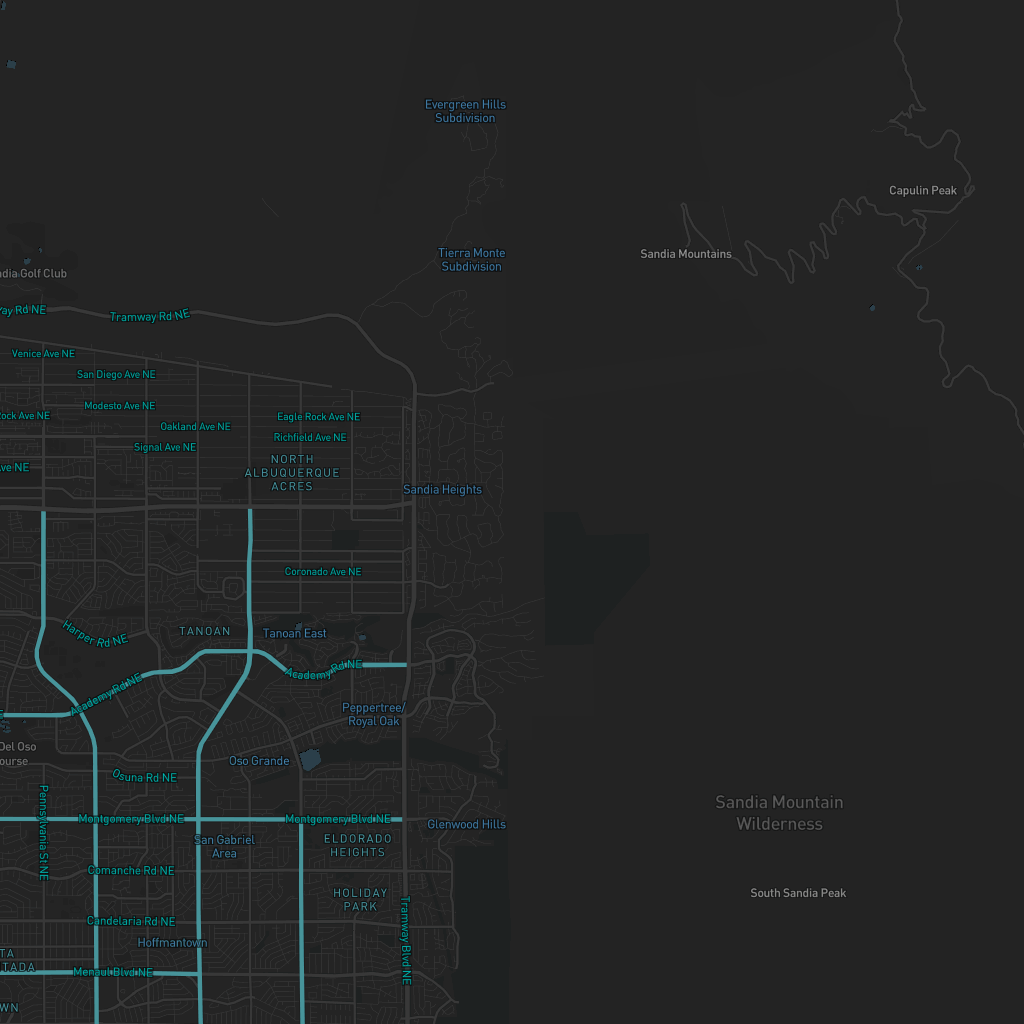 Evergreen Hills
Subdivision
Capulin Peak
Tierra Monte
Subdivision
Sandia Mountains
dia Golf Club
ay Rd NE
Tramway Rd NE
Venice Ave NE
San Diego Ave NE
Modesto Ave NE
Rock Ave NE
Eagle Rock Ave NE
Oakland Ave NE
Richfield Ave NE
Signal Ave NE
NORTH
ALBUQUERQUE
ACRES
Ave NE
Sandia Heights
Coronado Ave NE
Harper Rd NE
TANOAN
Tanoan East
Academy Rd NE
Academy Rd NE
Peppertree/
Royal Oak
Del Oso
ourse
Oso Grande
Osuna Rd NE
Pennsylvania St NE
Sandia Mountain
Wilderness
Montgomery Blvd NE
Montgomery Blvd NE
Glenwood Hills
San Gabriel
Area
ELDORADO
HEIGHTS
Comanche Rd NE
HOLIDAY
PARK
South Sandia Peak
Candelaria Rd NE
Tramway Blvd NE
Hoffmantown
TA
TADA
Menaul Blvd NE
WN